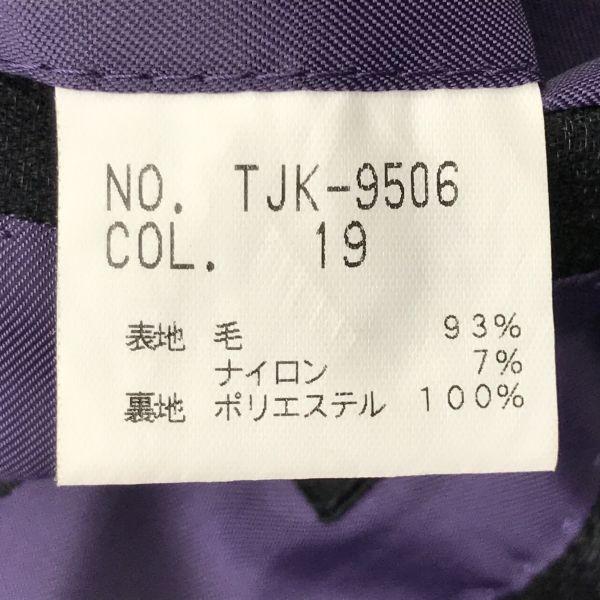 NO. TJK-9506
COL. 19
表地 毛 93%
ナイロン 7%
裏地 ポリエステル 100%